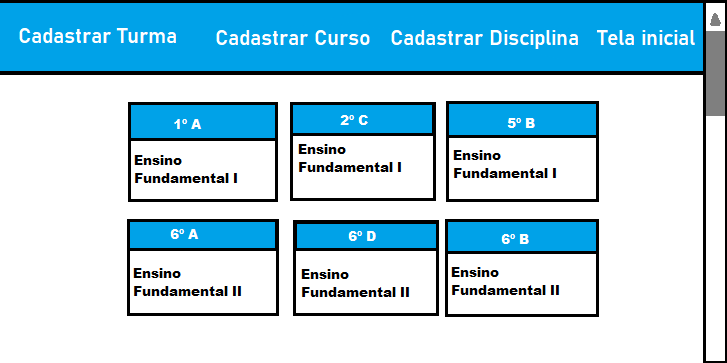 Cadastrar Turma Cadastrar Curso Cadastrar Disciplina Tela inicial
1º A
Ensino
Fundamental I
2º C
Ensino
Fundamental I
5º B
Ensino
Fundamental I
6º A
Ensino
Fundamental II
6º D
Ensino
Fundamental II
6º B
Ensino
Fundamental II